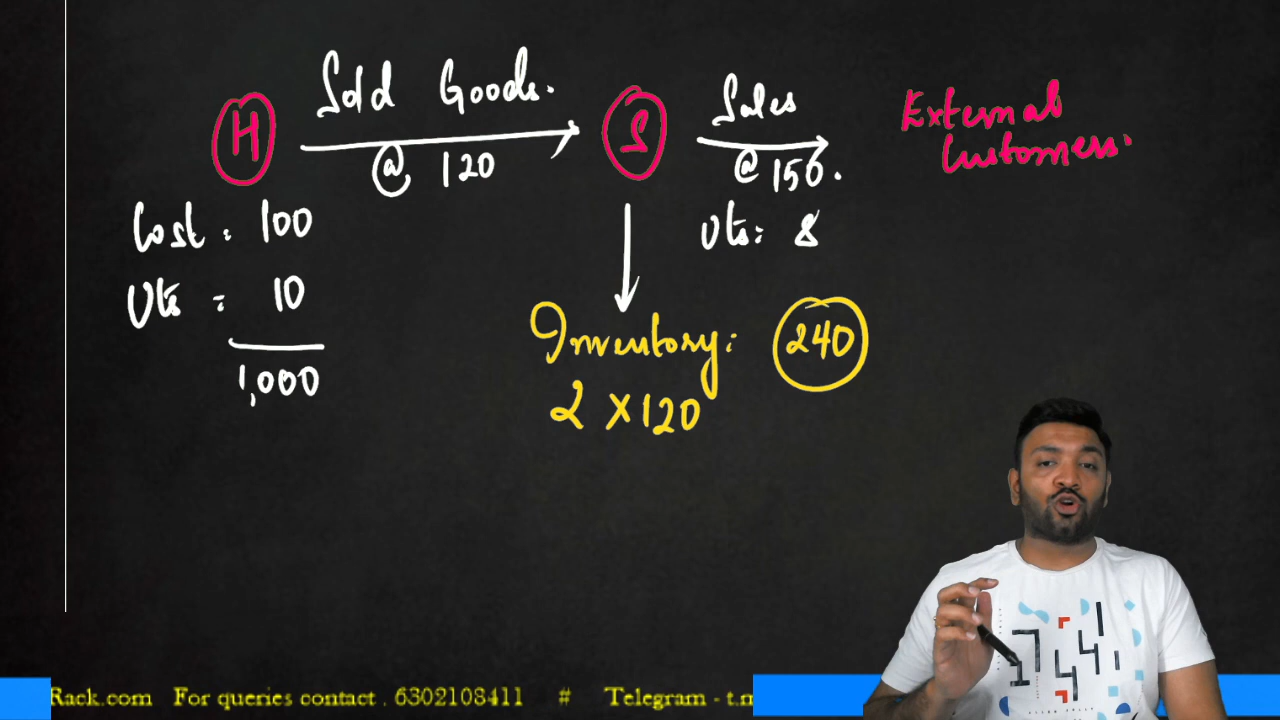 Sold Goods.
H
@ 120
S
Sales
@ 150.
External
Customers.
Cost : 100
Uts : 10
1,000
Uts: 8
Inventory: 240
2 x 120
Rack.com For queries contact . 6302108411 # Telegram - t.m